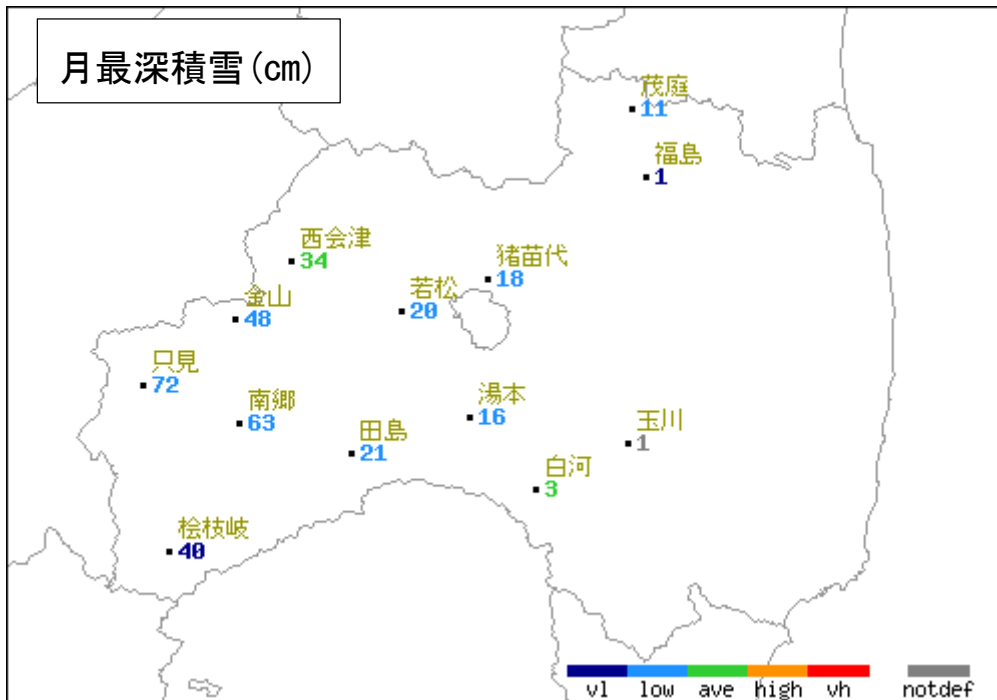 月最深積雪(cm)
茂庭
11
福島
1
西会津
34
猪苗代
18
金山
48
若松
20
只見
72
南郷
63
湯本
16
田島
21
玉川
1
白河
3
桧枝岐
40
vl low ave high vh notdef